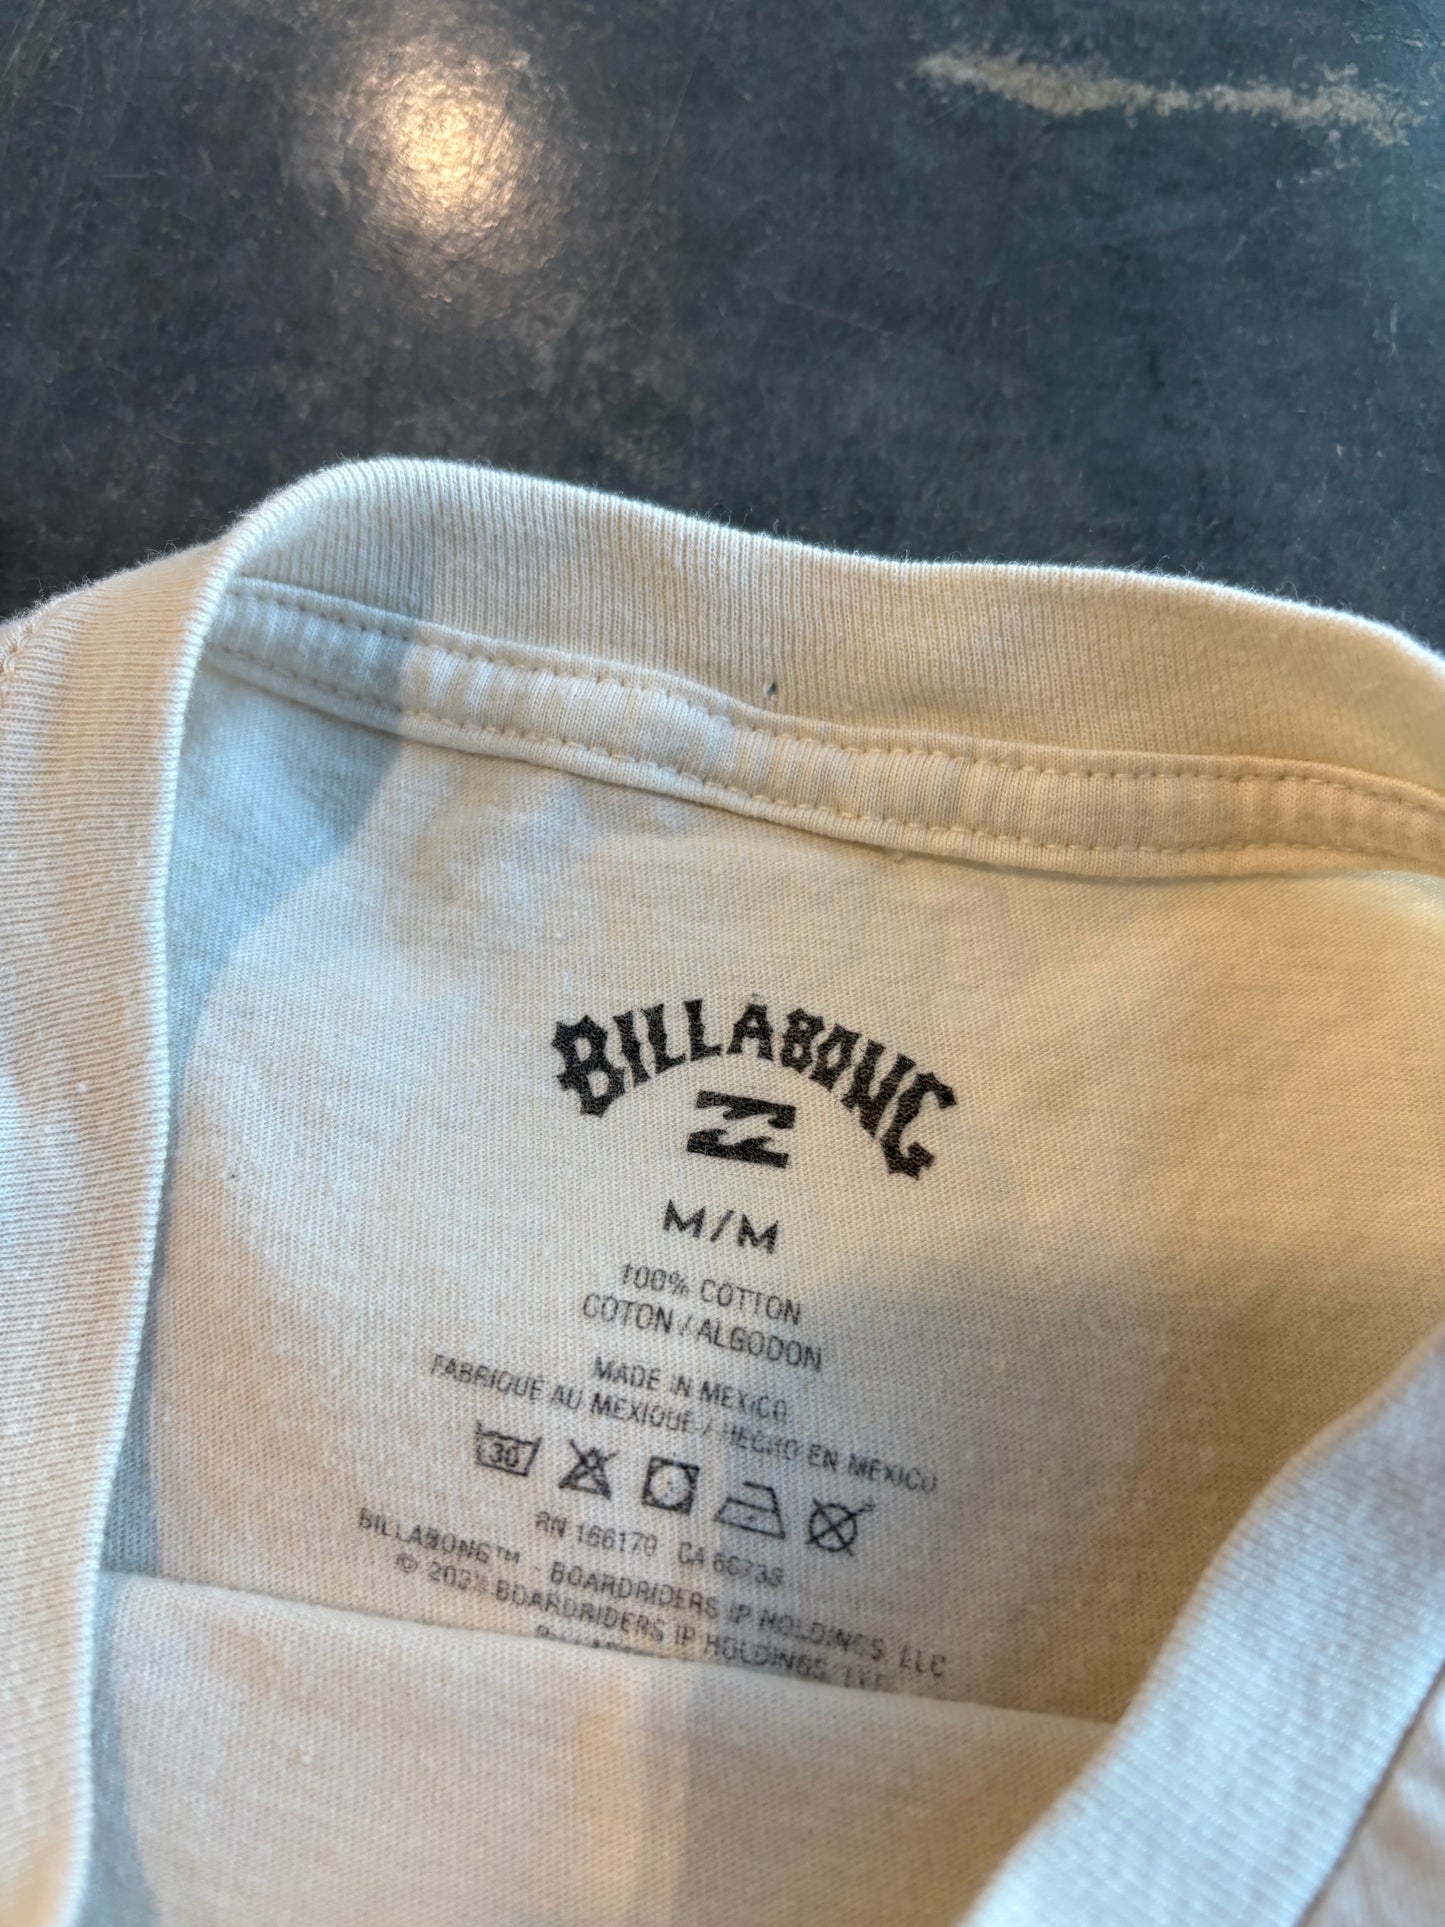 BILLABONG
M/M
100% COTTON
COTON / ALGODON
MADE IN MEXICO
FABRIQUÉ AU MEXIQUE / HECHO EN MEXICO
30
RN 166170 CA 66738
BILLABONG™ - BOARDRIDERS IP HOLDINGS, LLC
© BOARDRIDERS IP HOLDINGS, LLC